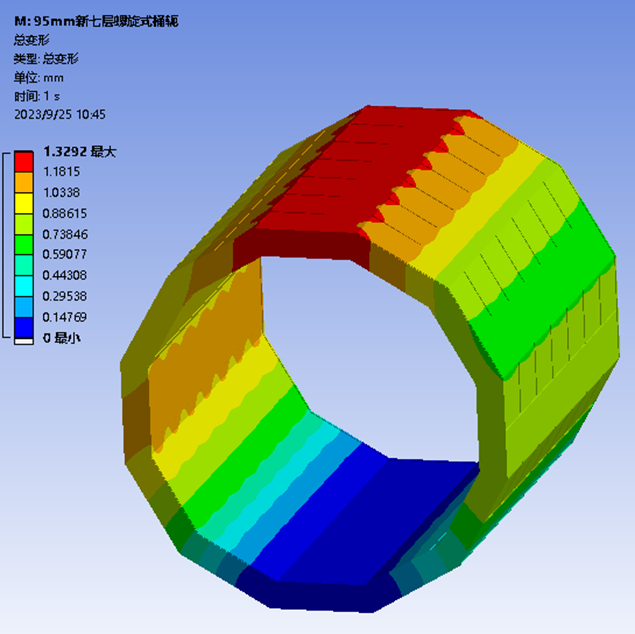 M: 95mm新七层螺旋式桶轭
总变形
类型: 总变形
单位: mm
时间: 1 s
2023/9/25 10:45
1.3292 最大
1.1815
1.0338
0.88615
0.73846
0.59077
0.44308
0.29538
0.14769
0 最小